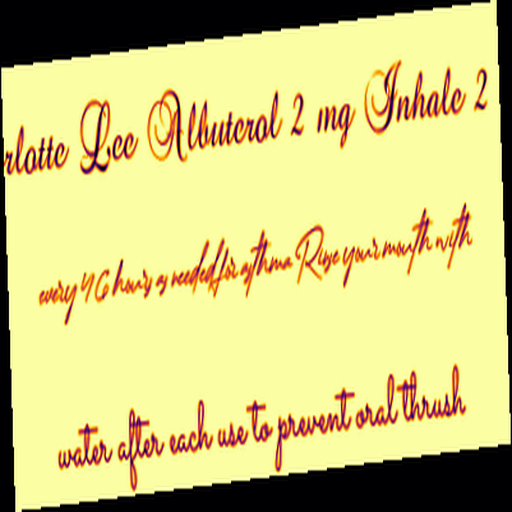 rlotte Lee Albuterol 2 mg Inhale 2
every 4 6 hours as needed for asthma Rinse your mouth with
water after each use to prevent oral thrush